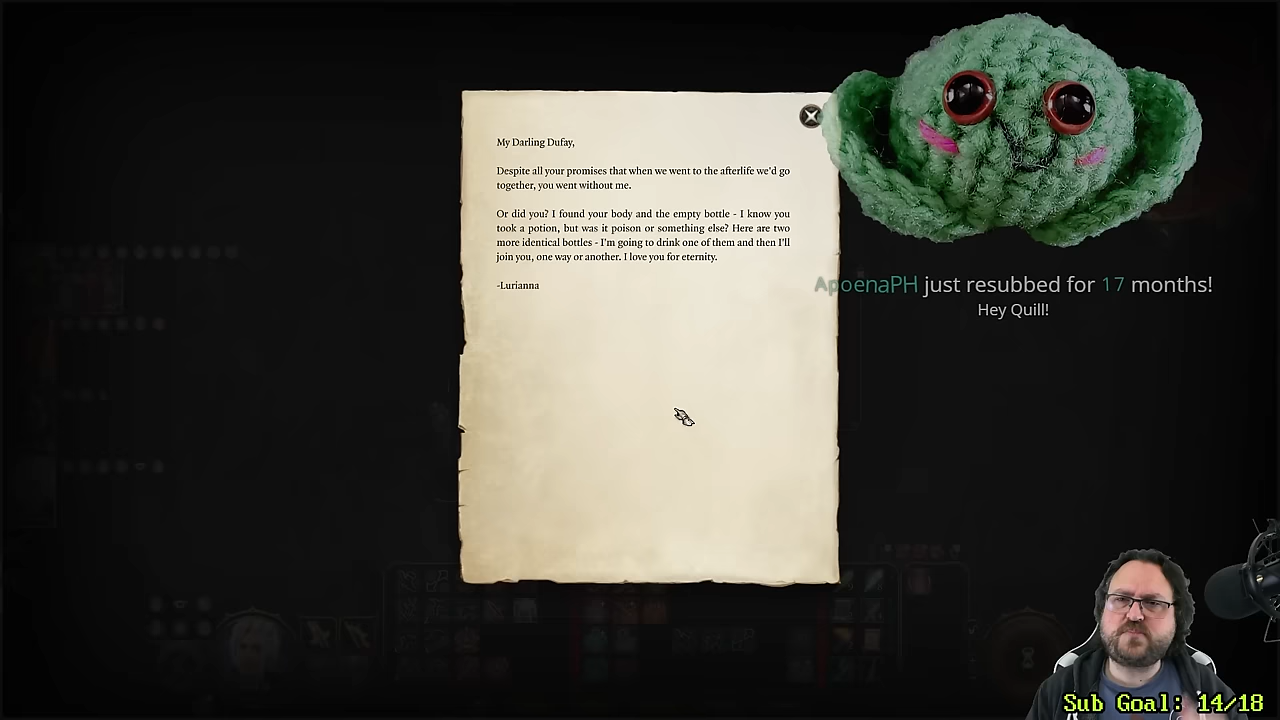 My Darling Dufay,
Despite all your promises that when we went to the afterlife we'd go
together, you went without me.
Or did you? I found your body and the empty bottle - I know you
took a potion, but was it poison or something else? Here are two
more identical bottles - I'm going to drink one of them and then I'll
join you, one way or another. I love you for eternity.
-Lurianna
ApoenaPH just resubbed for 17 months!
Hey Quill!
Sub Goal: 14/18